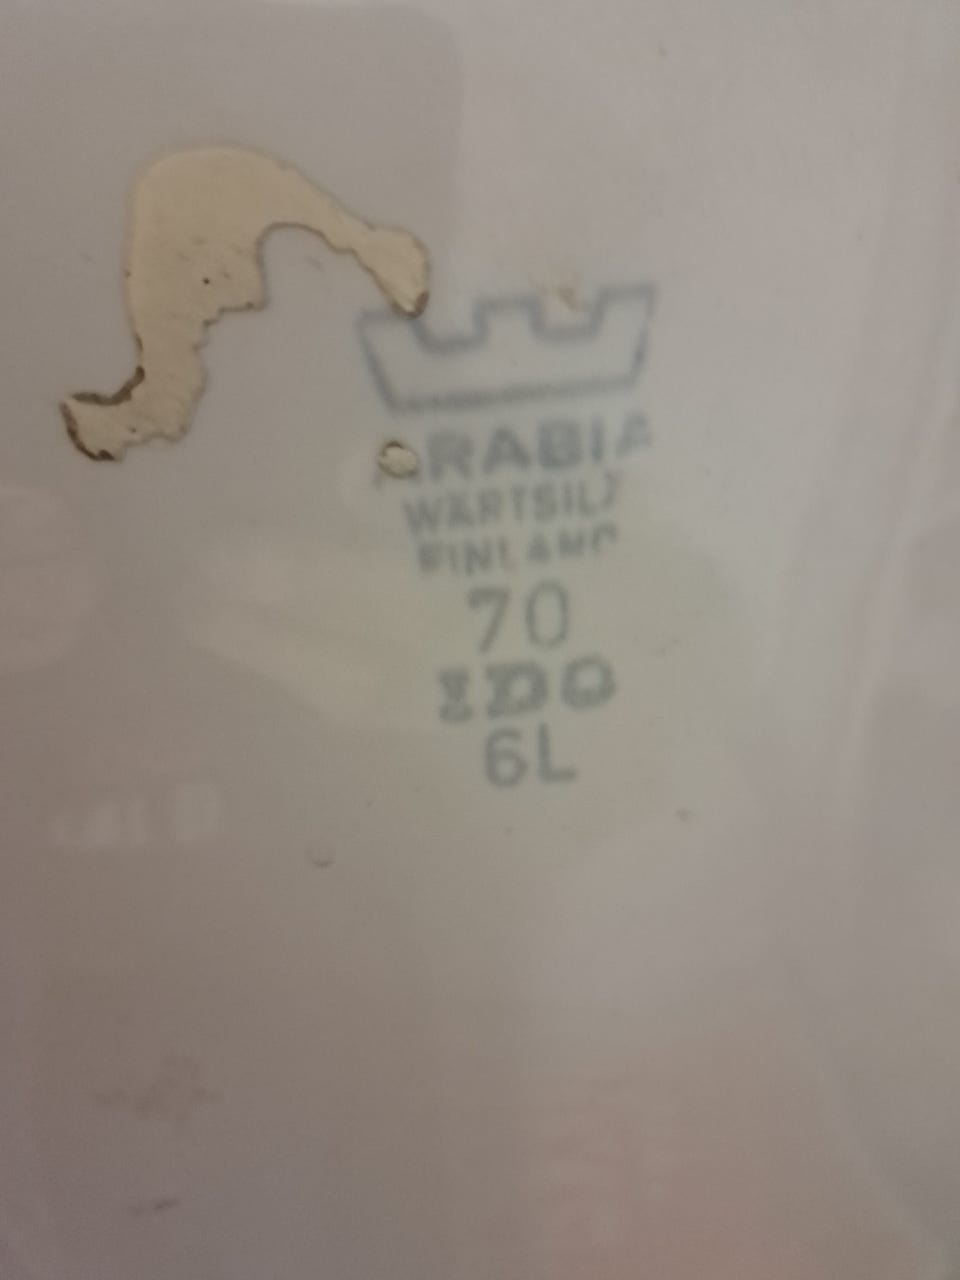 ARABIA
WÄRTSILÄ
FINLAND
70
IDO
6L